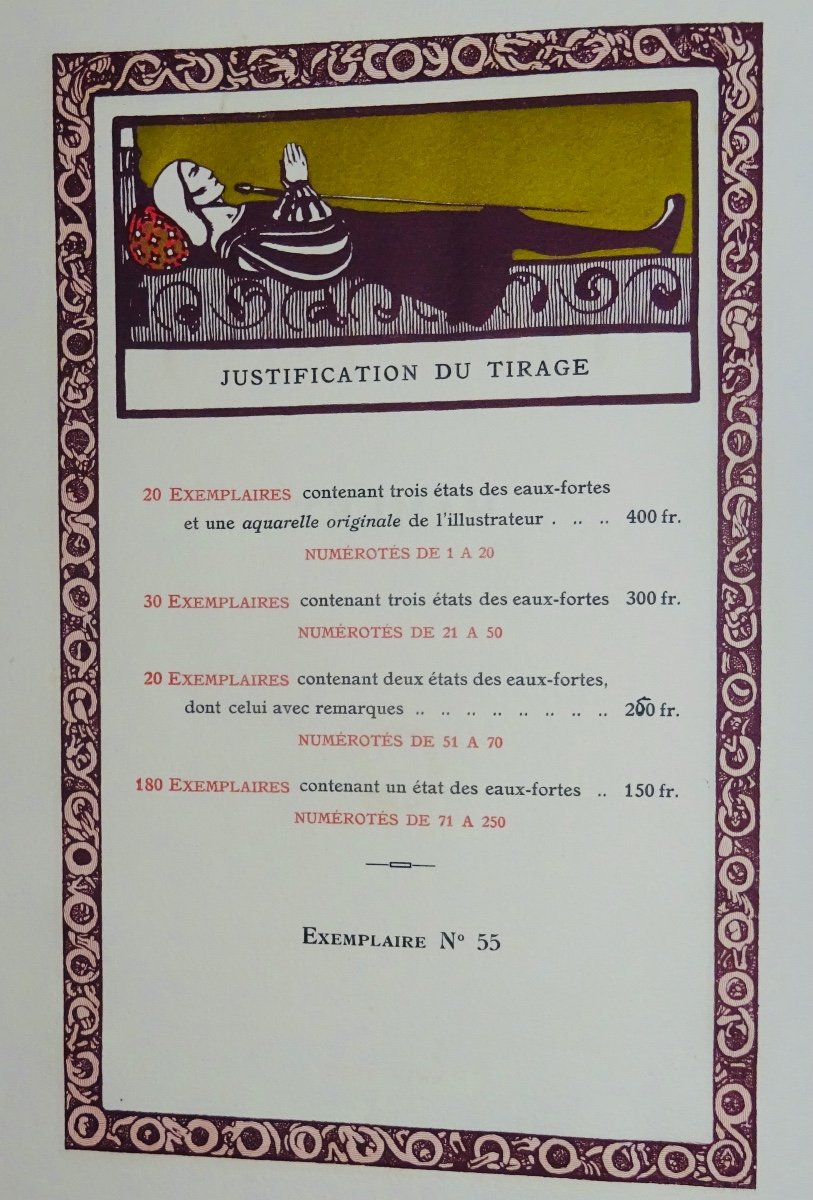 JUSTIFICATION DU TIRAGE
20 EXEMPLAIRES contenant trois états des eaux-fortes
et une aquarelle originale de l'illustrateur . .. .. 400 fr.
NUMÉROTÉS DE 1 A 20
30 EXEMPLAIRES contenant trois états des eaux-fortes 300 fr.
NUMÉROTÉS DE 21 A 50
20 EXEMPLAIRES contenant deux états des eaux-fortes,
dont celui avec remarques .. .. .. .. .. .. .. .. fr.
NUMÉROTÉS DE 51 A 70
180 EXEMPLAIRES contenant un état des eaux-fortes .. 150 fr.
NUMÉROTÉS DE 71 A 250
EXEMPLAIRE Nº 55